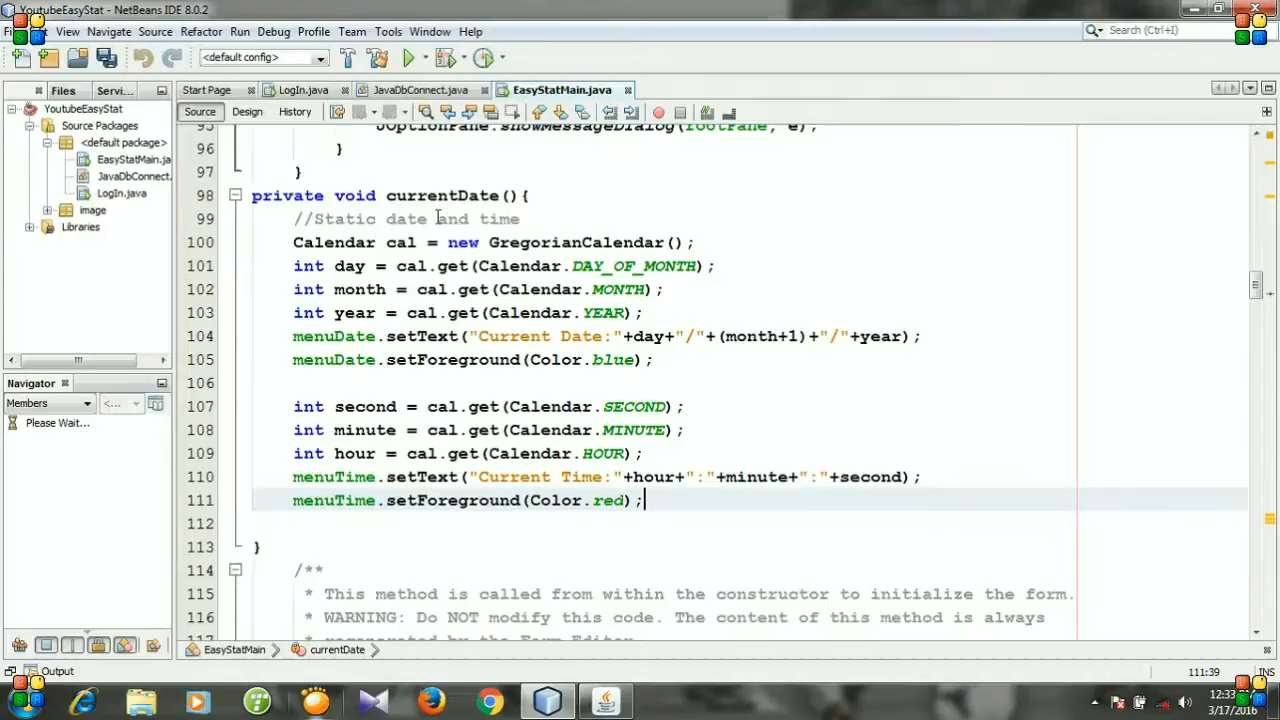 YoutubeEasyStat - NetBeans IDE 8.0.2
View Navigate Source Refactor Run Debug Profile Team Tools Window Help
Search (Ctrl+I)
<default config>
Files Servi...
Start Page LogIn.java JavaDbConnect.java EasyStatMain.java
Source Design History
YoutubeEasyStat
Source Packages
<default package>
EasyStatMain.ja
JavaDbConnect.
LogIn.java
image
Libraries
Navigator
Members <...
Please Wait...
95 JOptionPane.showMessageDialog(rootPane, e);
96 }
97 }
98 private void currentDate(){
99 //Static date and time
100 Calendar cal = new GregorianCalendar();
101 int day = cal.get(Calendar.DAY_OF_MONTH);
102 int month = cal.get(Calendar.MONTH);
103 int year = cal.get(Calendar.YEAR);
104 menuDate.setText("Current Date:"+day+"/"+(month+1)+"/"+year);
105 menuDate.setForeground(Color.blue);
106
107 int second = cal.get(Calendar.SECOND);
108 int minute = cal.get(Calendar.MINUTE);
109 int hour = cal.get(Calendar.HOUR);
110 menuTime.setText("Current Time:"+hour+":"+minute+":"+second);
111 menuTime.setForeground(Color.red);
112
113 }
114 /**
115 * This method is called from within the constructor to initialize the form.
116 * WARNING: Do NOT modify this code. The content of this method is always
117 * regenerated by the Form Editor.
EasyStatMain currentDate
Output
111:39 INS
12:33
3/17/2016